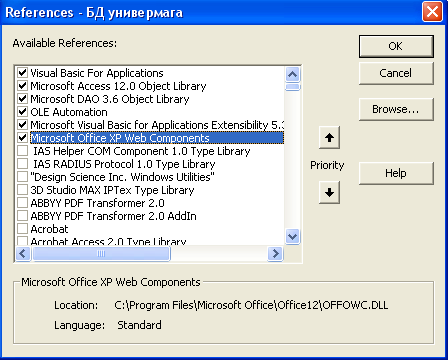 References - БД универмага
Available References:
Visual Basic For Applications
Microsoft Access 12.0 Object Library
Microsoft DAO 3.6 Object Library
OLE Automation
Microsoft Visual Basic for Applications Extensibility 5.3
Microsoft Office XP Web Components
IAS Helper COM Component 1.0 Type Library
IAS RADIUS Protocol 1.0 Type Library
"Design Science Inc. Windows Utilities"
3D Studio MAX IPTex Type Library
ABBYY PDF Transformer 2.0
ABBYY PDF Transformer 2.0 AddIn
Acrobat
Acrobat Access 2.0 Type Library
OK
Cancel
Browse...
Priority
Help
Microsoft Office XP Web Components
Location: C:\Program Files\Microsoft Office\Office12\OFFOWC.DLL
Language: Standard